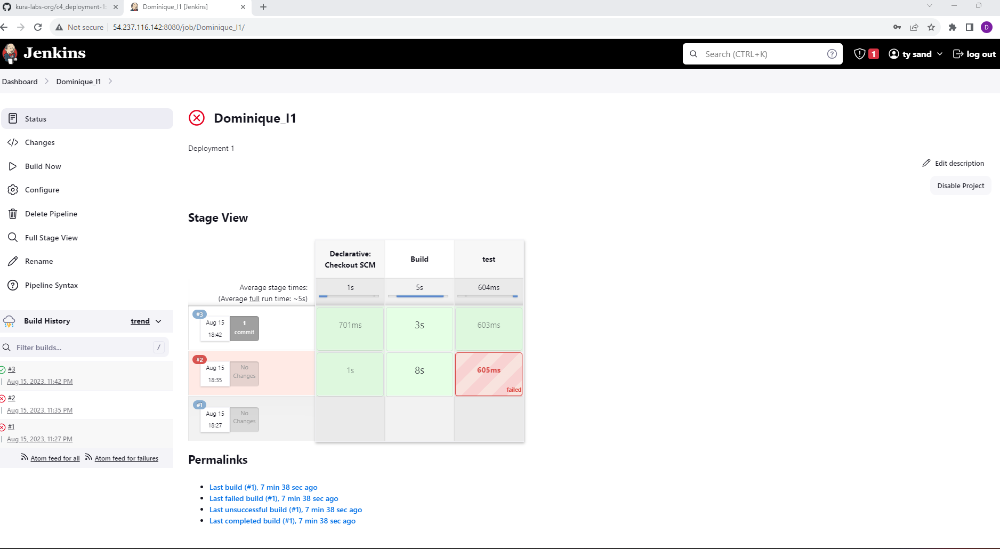 kura-labs-org/c4_deployment-1:
Dominique_I1 [Jenkins]
Not secure
54.237.116.142:8080/job/Dominique_I1/
D
Jenkins
Search (CTRL+K)
?
1
ty sand
log out
Dashboard
Dominique_I1
Status
Changes
Build Now
Configure
Delete Pipeline
Full Stage View
Rename
Pipeline Syntax
Build History
trend
Filter builds...
/
#3
Aug 15, 2023, 11:42 PM
#2
Aug 15, 2023, 11:35 PM
#1
Aug 15, 2023, 11:27 PM
Atom feed for all
Atom feed for failures
Dominique_I1
Deployment 1
Edit description
Disable Project
Stage View
Declarative:
Checkout SCM
Build
test
Average stage times:
(Average full run time: ~5s)
1s
5s
604ms
#3
Aug 15
18:42
1
commit
701ms
3s
603ms
#2
Aug 15
18:35
No
Changes
1s
8s
605ms
failed
#1
Aug 15
18:27
No
Changes
Permalinks
Last build (#1), 7 min 38 sec ago
Last failed build (#1), 7 min 38 sec ago
Last unsuccessful build (#1), 7 min 38 sec ago
Last completed build (#1), 7 min 38 sec ago